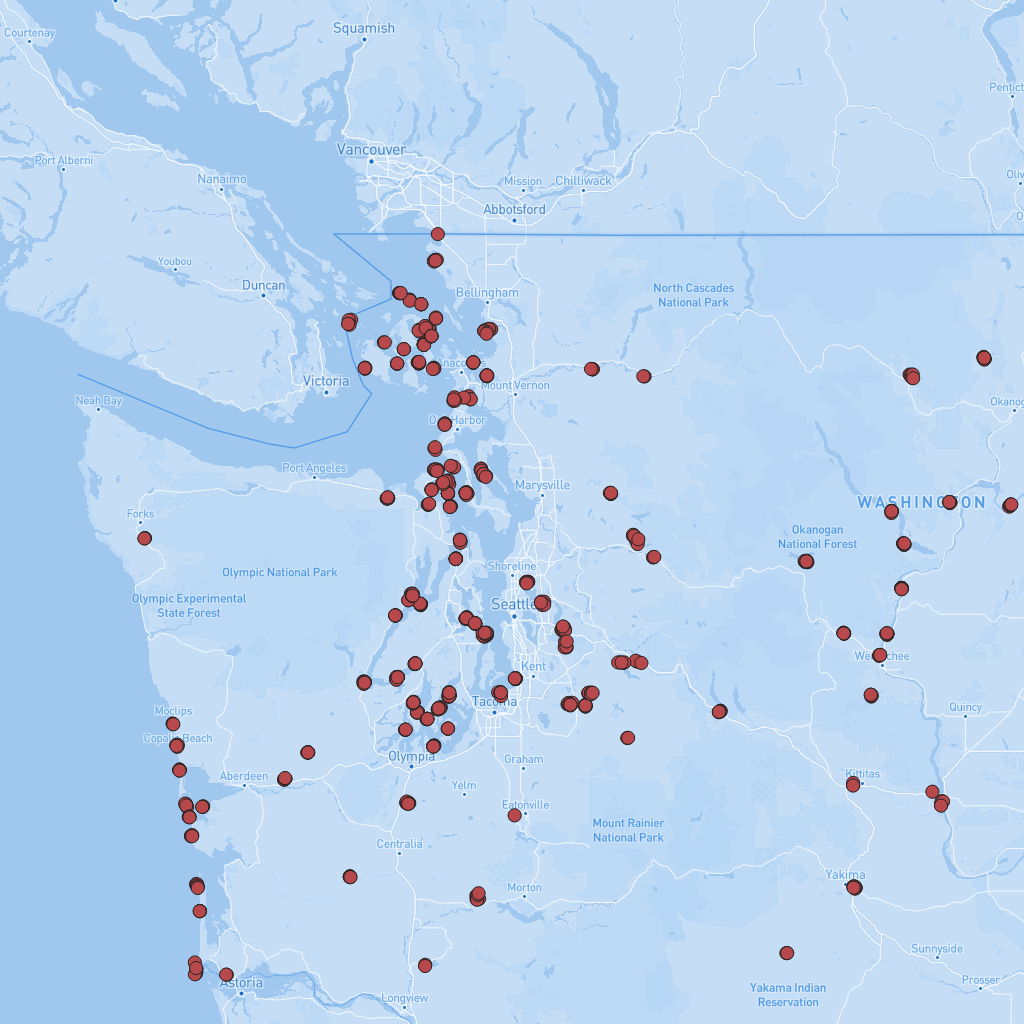 Courtenay
Squamish
Pentict
Vancouver
Port Alberni
Nanaimo
Mission
Chilliwack
Oliv
Abbotsford
O
Youbou
Duncan
Bellingham
North Cascades
National Park
Victoria
Anaco
Mount Vernon
Neah Bay
Okanog
Harbor
Port Angeles
Marysville
WASHINGTON
Forks
Okanogan
National Forest
Olympic National Park
Shoreline
Olympic Experimental
State Forest
Seattle
Kent
We
chee
Tacoma
Moclips
Quincy
Copalis Beach
Olympia
Graham
Aberdeen
Kittitas
Yelm
Eatonville
Mount Rainier
National Park
Centralia
Yakima
Morton
Sunnyside
Astoria
Prosser
Yakama Indian
Reservation
Longview